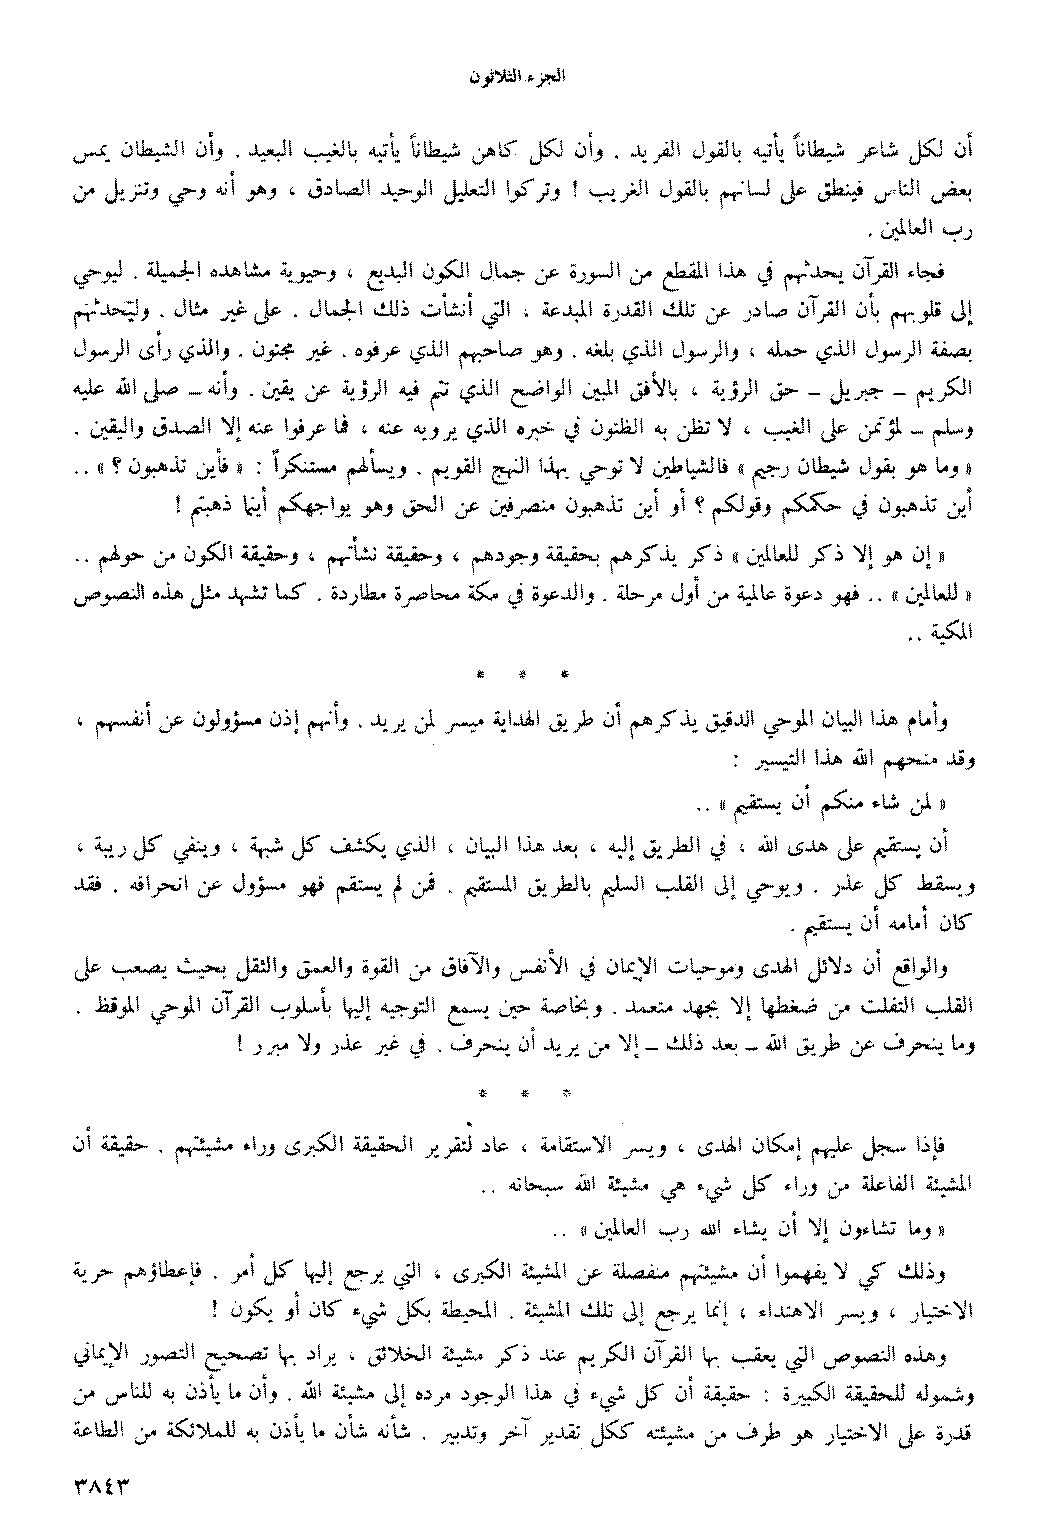 الجزء الثلاثون
أن لكل شاعر شيطاناً يأتيه بالقول الفريد . وأن لكل كاهن شيطاناً يأتيه بالغيب البعيد . وأن الشيطان يمس
بعض الناس فينطق على لسانهم بالقول الغريب ! وتركوا التعليل الوحيد الصادق ، وهو أنه وحي وتنزيل من
رب العالمين .
فجاء القرآن يحدثهم في هذا المقطع من السورة عن جمال الكون البديع ، وحيوية مشاهده الجميلة . ليوحي
إلى قلوبهم بأن القرآن صادر عن تلك القدرة المبدعة ، التي أنشأت ذلك الجمال . على غير مثال . وليحدثهم
بصفة الرسول الذي حمله ، والرسول الذي بلغه . وهو صاحبهم الذي عرفوه . غير مجنون . والذي رأى الرسول
الكريم – جبريل – حق الرؤية ، بالأفق المبين الواضح الذي تتم فيه الرؤية عن يقين . وأنه – صلى الله عليه
وسلم – لمؤتمن على الغيب ، لا تظن به الظنون في خبره الذي يرويه عنه ، فما عرفوا عنه إلا الصدق واليقين .
« وما هو بقول شيطان رجيم » فالشياطين لا توحي بهذا النهج القويم . ويسألهم مستنكراً : « فأين تذهبون ؟ » ..
أين تذهبون في حكمكم وقولكم ؟ أو أين تذهبون منصرفين عن الحق وهو يواجهكم أينما ذهبتم !
« إن هو إلا ذكر للعالمين » ذكر يذكرهم بحقيقة وجودهم ، وحقيقة نشأتهم ، وحقيقة الكون من حولهم ..
« للعالمين » .. فهو دعوة عالمية من أول مرحلة . والدعوة في مكة محاصرة مطاردة . كما تشهد مثل هذه النصوص
المكية ..
* * *
وأمام هذا البيان الموحي الدقيق يذكرهم أن طريق الهداية ميسر لمن يريد . وأنهم إذن مسؤولون عن أنفسهم ،
وقد منحهم الله هذا التيسير :
« لمن شاء منكم أن يستقيم » ..
أن يستقيم على هدى الله ، في الطريق إليه ، بعد هذا البيان ، الذي يكشف كل شبهة ، وينفي كل ريبة ،
ويسقط كل عذر . ويوحي إلى القلب السليم بالطريق المستقيم . فمن لم يستقم فهو مسؤول عن انحرافه . فقد
كان أمامه أن يستقيم .
والواقع أن دلائل الهدى وموحيات الإيمان في الأنفس والآفاق من القوة والعمق والثقل بحيث يصعب على
القلب التفلت من ضغطها إلا بجهد متعمد . وبخاصة حين يسمع التوجيه إليها بأسلوب القرآن الموحي الموقظ .
وما ينحرف عن طريق الله – بعد ذلك – إلا من يريد أن ينحرف . في غير عذر ولا مبرر !
* * *
فإذا سجل عليهم إمكان الهدى ، ويسر الاستقامة ، عاد لتقرير الحقيقة الكبرى وراء مشيئتهم . حقيقة أن
المشيئة الفاعلة من وراء كل شيء هي مشيئة الله سبحانه ..
« وما تشاءون إلا أن يشاء الله رب العالمين » ..
وذلك كي لا يفهموا أن مشيئتهم منفصلة عن المشيئة الكبرى ، التي يرجع إليها كل أمر . فإعطاؤهم حرية
الاختيار ، ويسر الاهتداء ، إنما يرجع إلى تلك المشيئة . المحيطة بكل شيء كان أو يكون !
وهذه النصوص التي يعقب بها القرآن الكريم عند ذكر مشيئة الخلائق ، يراد بها تصحيح التصور الإيماني
وشموله للحقيقة الكبيرة : حقيقة أن كل شيء في هذا الوجود مرده إلى مشيئة الله . وأن ما يأذن به للناس من
قدرة على الاختيار هو طرف من مشيئته ككل تقدير آخر وتدبير . شأنه شأن ما يأذن به للملائكة من الطاعة
٣٨٤٣